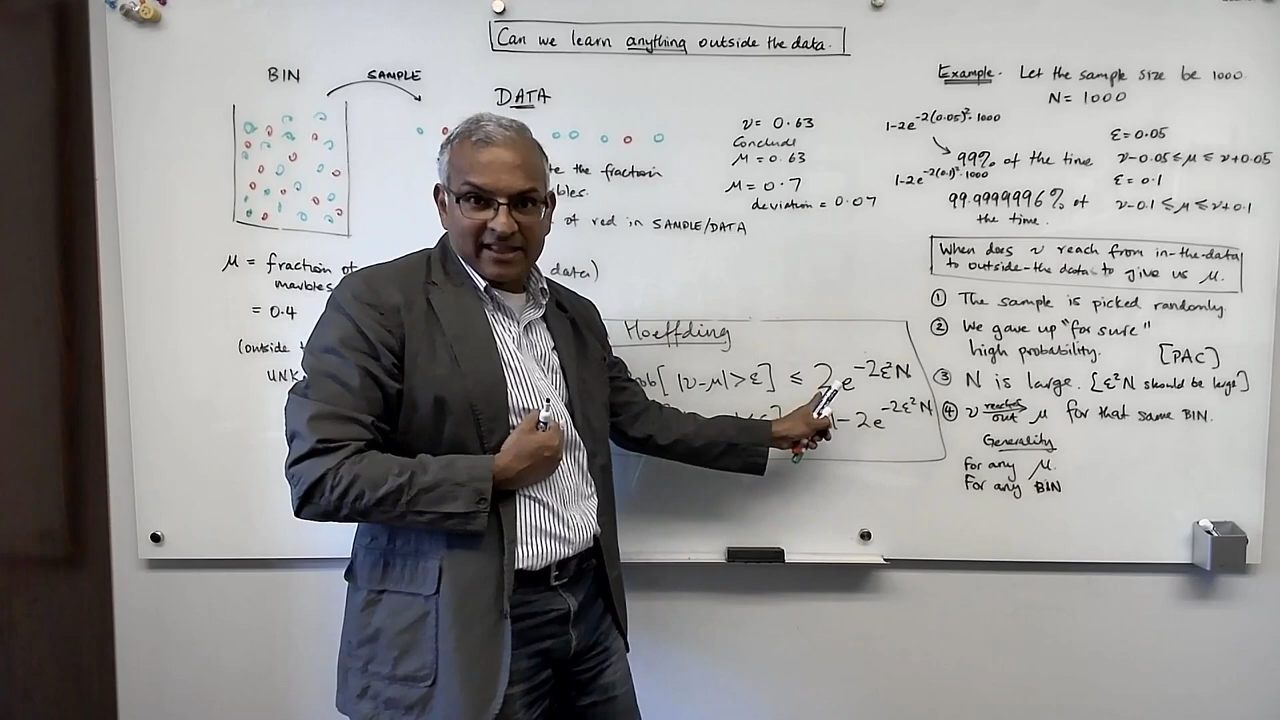 Can we learn anything outside the data.
BIN
SAMPLE
DATA
te the fraction
bles.
of red in SAMPLE/DATA
data)
μ = fraction of
marbles
= 0.4
(outside
UNK
ν = 0.63
Conclude
μ = 0.63
μ = 0.7
deviation = 0.07
Hoeffding
ob[ |ν-μ| > ε ] ≤ 2e^{-2ε²N}
1 - 2e^{-2ε²N}
Example. Let the sample size be 1000.
N = 1000
1-2e^{-2(0.05)²·1000}
ε = 0.05
99% of the time
ν-0.05 ≤ μ ≤ ν+0.05
1-2e^{-2(0.1)²·1000}
ε = 0.1
99.9999996% of
the time.
ν-0.1 ≤ μ ≤ ν+0.1
When does ν reach from in-the-data
to outside-the data to give us μ.
① The sample is picked randomly.
② We gave up "for sure"
high probability. [PAC]
③ N is large. [ε²N should be large]
④ ν reaches out → μ for that same BIN.
Generality
For any μ.
For any BIN